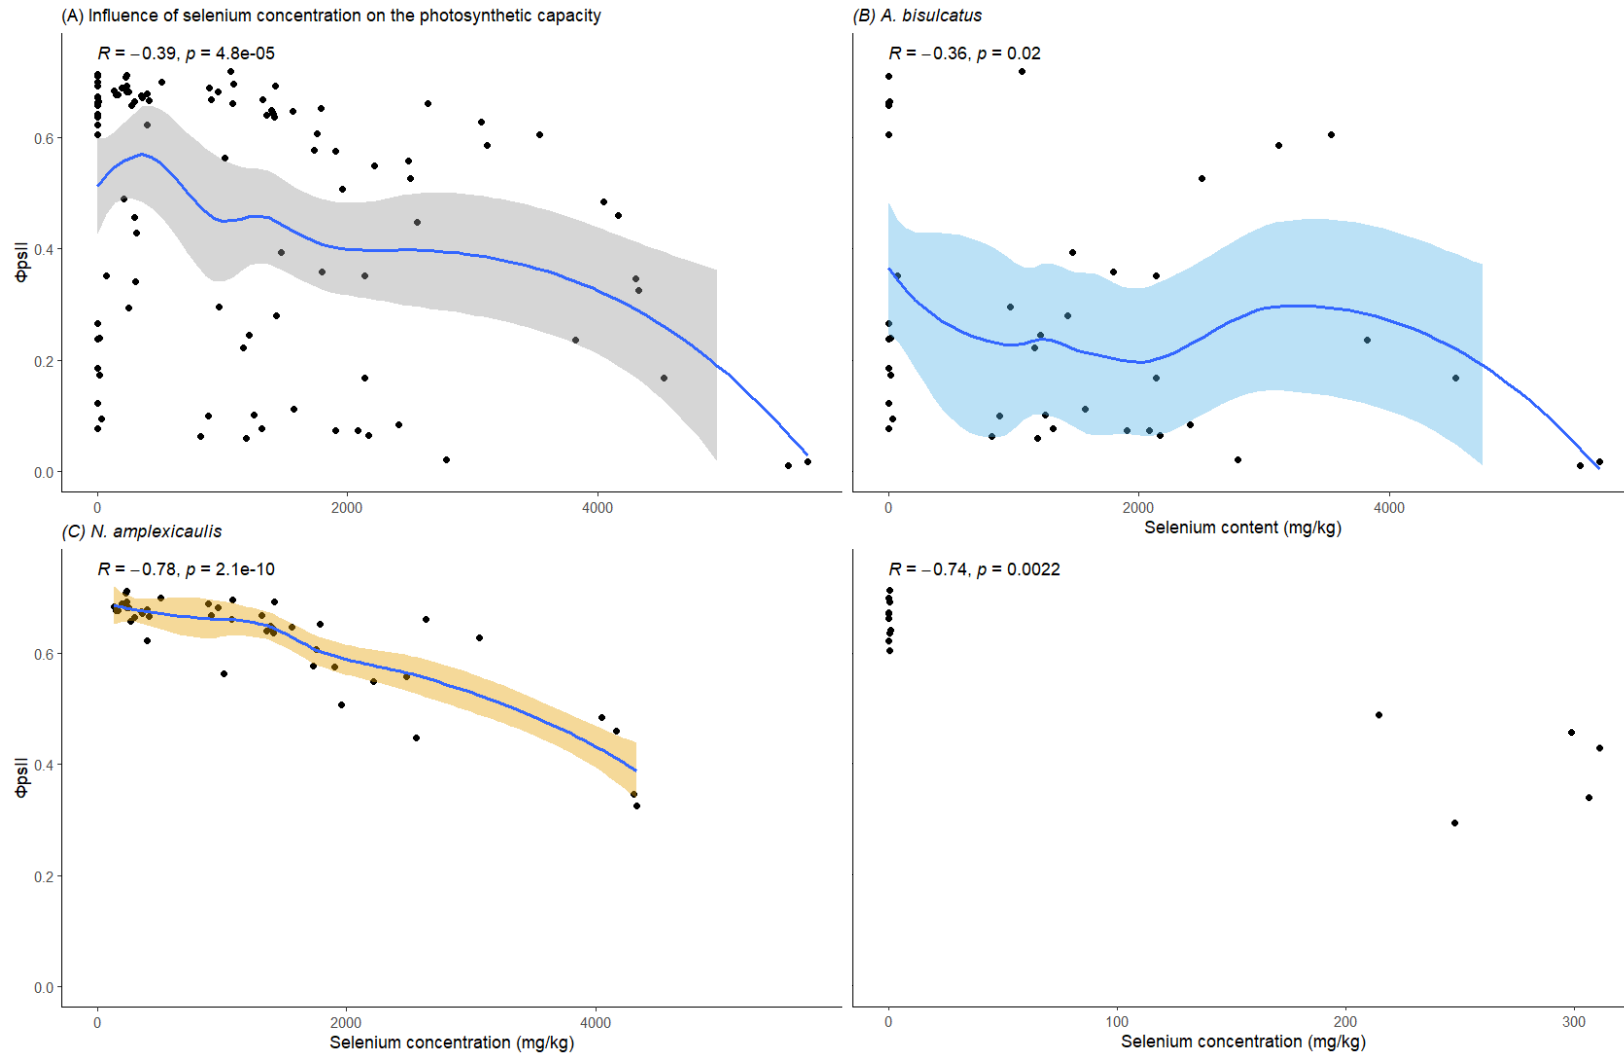 (A) Influence of selenium concentration on the photosynthetic capacity
R = −0.39, p = 4.8e-05
0.6
0.4
0.2
0.0
ΦpsII
0
2000
4000
(B) A. bisulcatus
R = −0.36, p = 0.02
0
2000
4000
Selenium content (mg/kg)
(C) N. amplexicaulis
R = −0.78, p = 2.1e-10
0.6
0.4
0.2
0.0
ΦpsII
0
2000
4000
Selenium concentration (mg/kg)
R = −0.74, p = 0.0022
0
100
200
300
Selenium concentration (mg/kg)